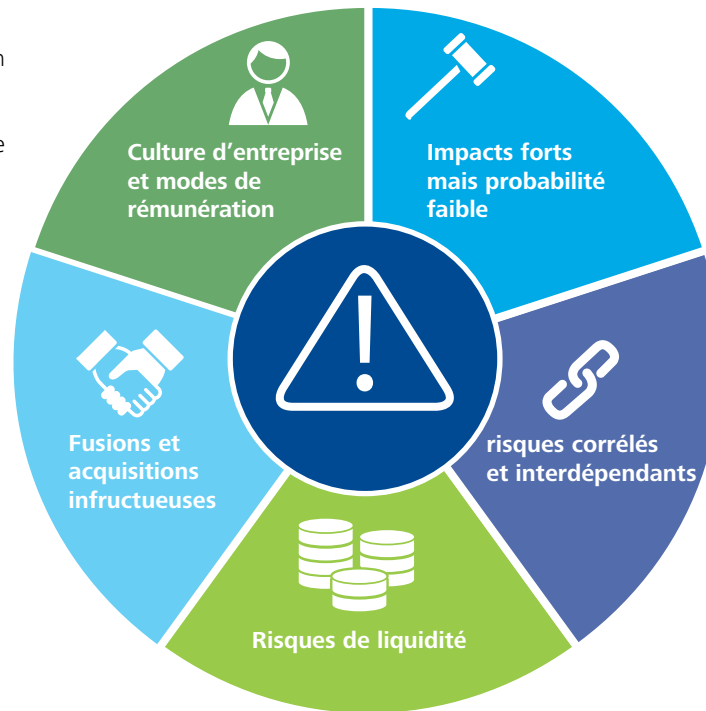 n
e
Culture d’entreprise
et modes de
rémunération
Impacts forts
mais probabilité
faible
risques corrélés
et interdépendants
Risques de liquidité
Fusions et
acquisitions
infructueuses